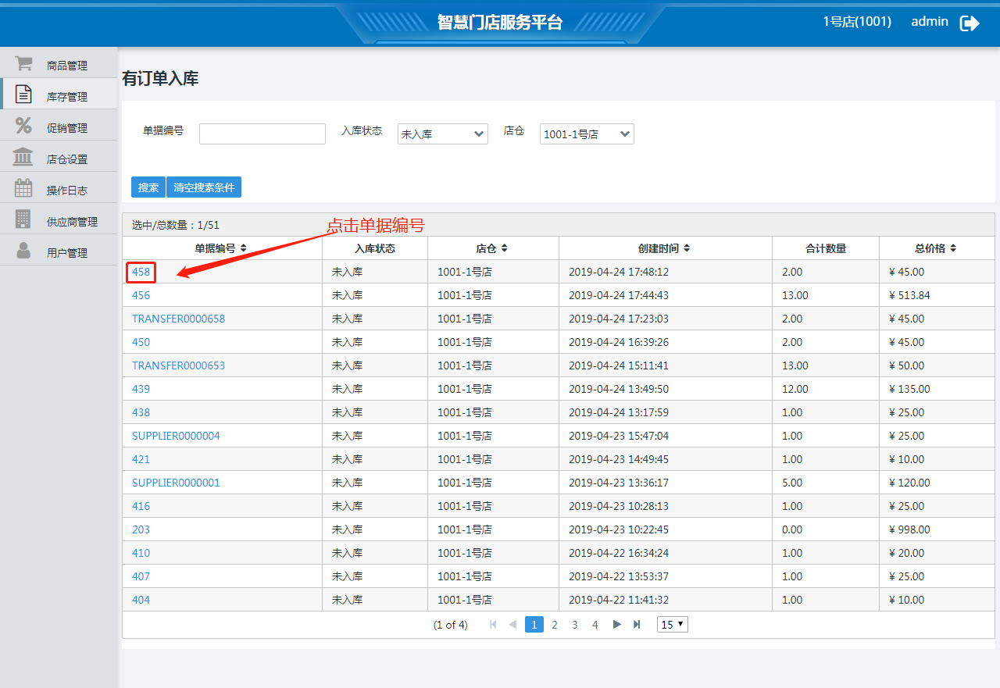 智慧门店服务平台
1号店(1001) admin
商品管理
库存管理
促销管理
店仓设置
操作日志
供应商管理
用户管理
有订单入库
单据编号 入库状态 未入库 店仓 1001-1号店
搜索 清空搜索条件
选中/总数量：1/51
点击单据编号
单据编号 入库状态 店仓 创建时间 合计数量 总价格
458 未入库 1001-1号店 2019-04-24 17:48:12 2.00 ¥ 45.00
456 未入库 1001-1号店 2019-04-24 17:44:43 13.00 ¥ 513.84
TRANSFER0000658 未入库 1001-1号店 2019-04-24 17:23:03 2.00 ¥ 45.00
450 未入库 1001-1号店 2019-04-24 16:39:26 2.00 ¥ 45.00
TRANSFER0000653 未入库 1001-1号店 2019-04-24 15:11:41 13.00 ¥ 50.00
439 未入库 1001-1号店 2019-04-24 13:49:50 12.00 ¥ 135.00
438 未入库 1001-1号店 2019-04-24 13:17:59 1.00 ¥ 25.00
SUPPLIER0000004 未入库 1001-1号店 2019-04-23 15:47:04 1.00 ¥ 25.00
421 未入库 1001-1号店 2019-04-23 14:49:45 1.00 ¥ 10.00
SUPPLIER0000001 未入库 1001-1号店 2019-04-23 13:36:17 5.00 ¥ 120.00
416 未入库 1001-1号店 2019-04-23 10:28:13 1.00 ¥ 25.00
203 未入库 1001-1号店 2019-04-23 10:22:45 0.00 ¥ 998.00
410 未入库 1001-1号店 2019-04-22 16:34:24 1.00 ¥ 20.00
407 未入库 1001-1号店 2019-04-22 13:53:37 1.00 ¥ 25.00
404 未入库 1001-1号店 2019-04-22 11:41:32 1.00 ¥ 10.00
(1 of 4) 1 2 3 4 15